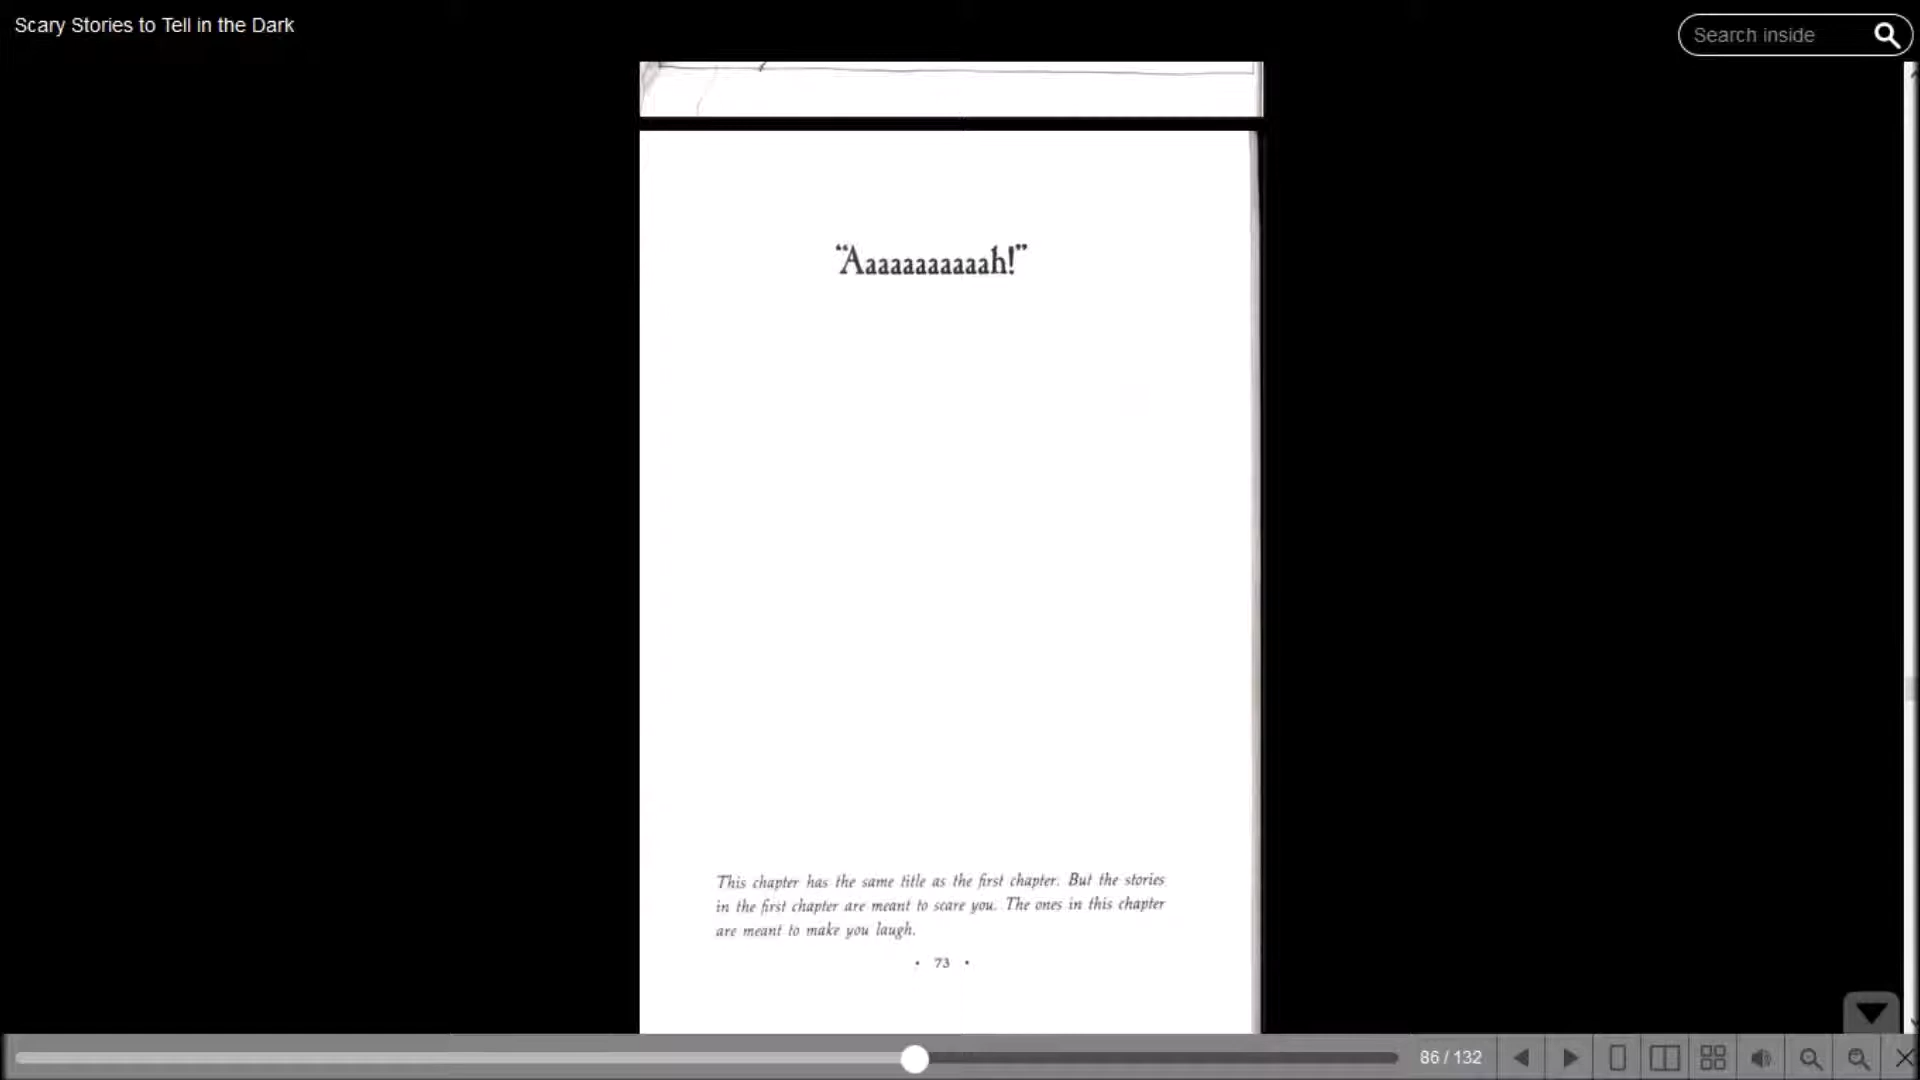 Scary Stories to Tell in the Dark
Search inside
“Aaaaaaaaaaah!”
This chapter has the same title as the first chapter. But the stories
in the first chapter are meant to scare you. The ones in this chapter
are meant to make you laugh.
• 73 •
86 / 132